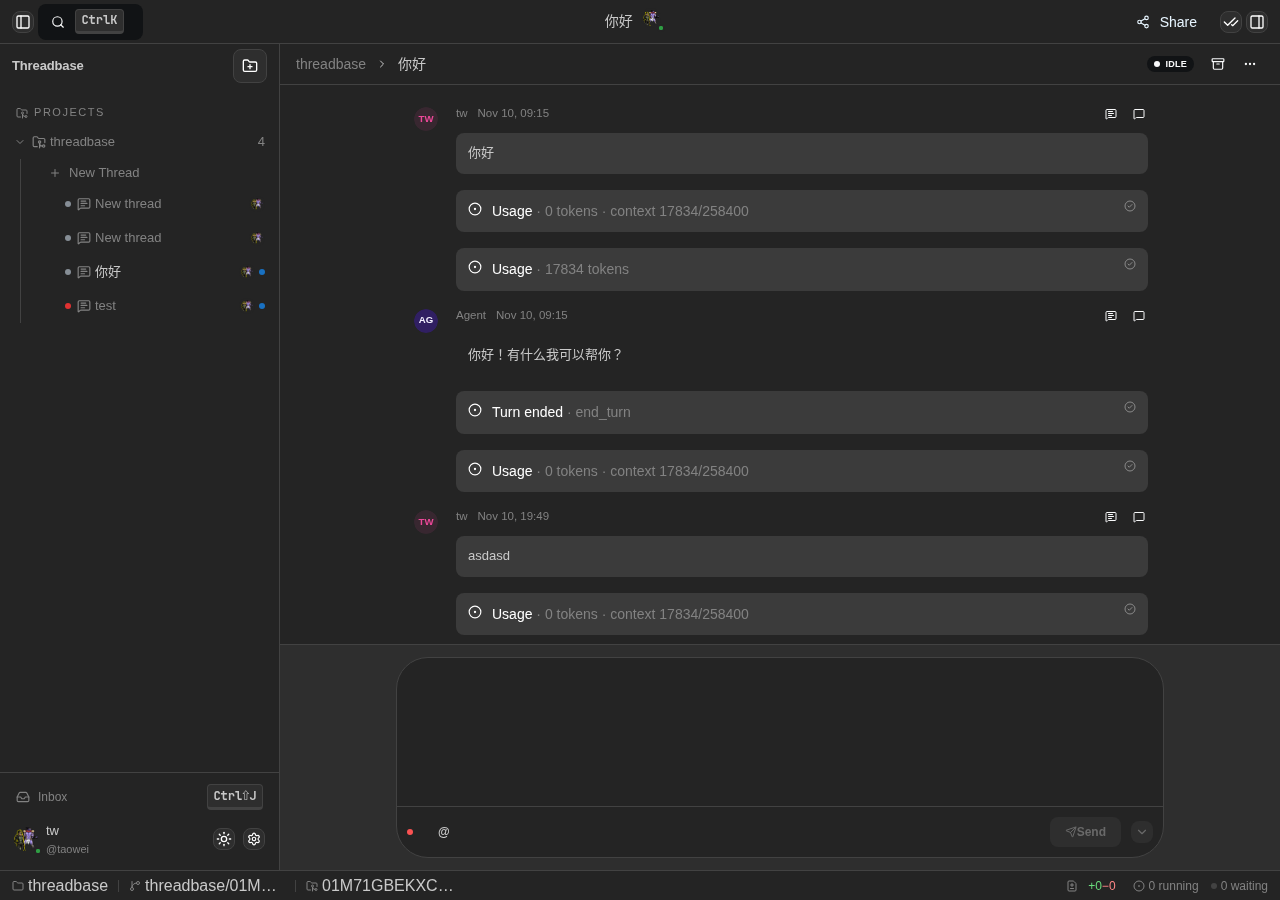 CtrlK
你好
Share
Threadbase
PROJECTS
threadbase 4
New Thread
New thread
New thread
你好
test
threadbase 你好
IDLE
TW tw Nov 10, 09:15
你好
Usage · 0 tokens · context 17834/258400
Usage · 17834 tokens
AG Agent Nov 10, 09:15
你好！有什么我可以帮你？
Turn ended · end_turn
Usage · 0 tokens · context 17834/258400
TW tw Nov 10, 19:49
asdasd
Usage · 0 tokens · context 17834/258400
@
Send
Inbox Ctrl⇧J
tw
@taowei
threadbase threadbase/01M… 01M71GBEKXC…
+0−0 0 running 0 waiting